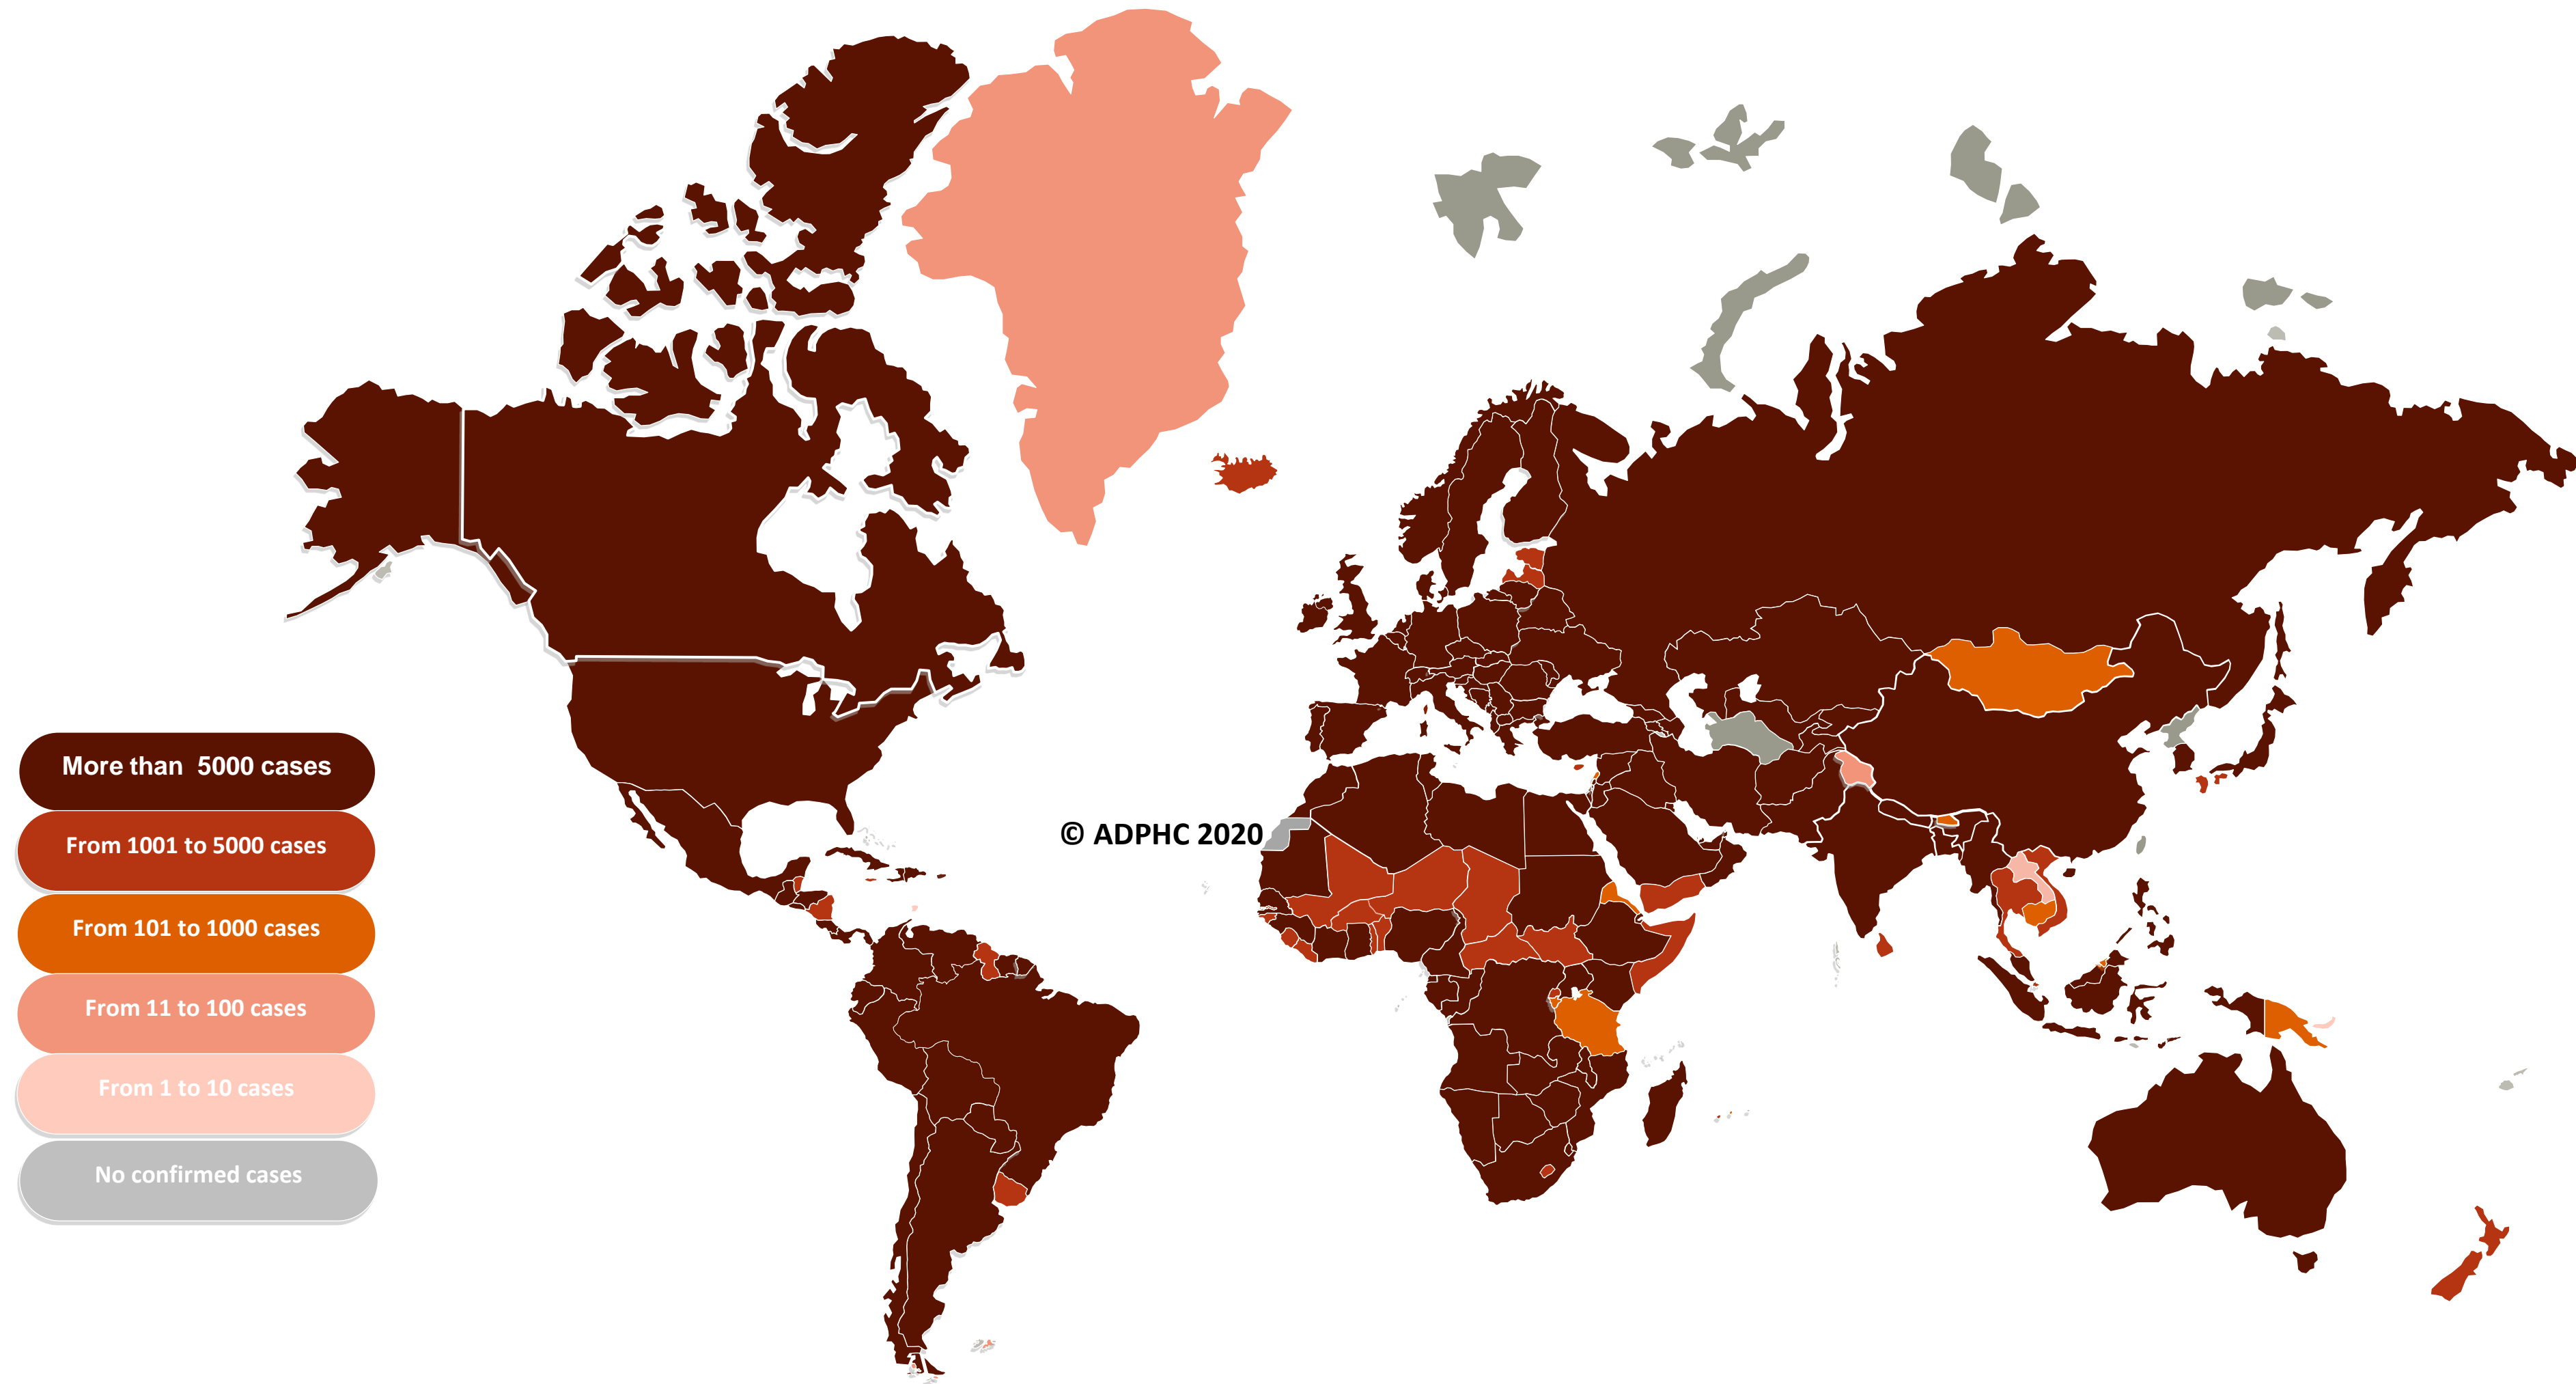 More than  5000 cases
From 1001 to 5000 cases
From 101 to 1000 cases
From 11 to 100 cases
From 1 to 10 cases
No confirmed cases
© ADPHC 2020